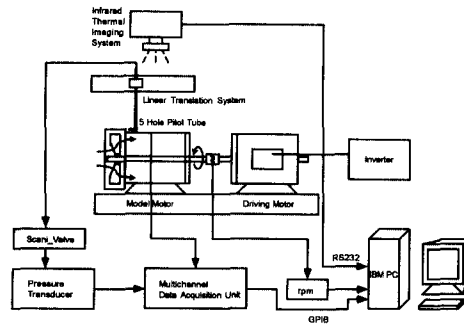 Infrared
Thermal
Imaging
System
Linear Translation System
5 Hole Pitot Tube
Inverter
Model Motor
Driving Motor
Scani_Valve
RS232
IBM PC
Pressure
Transducer
Multichannel
Data Acquisition Unit
rpm
GPIB